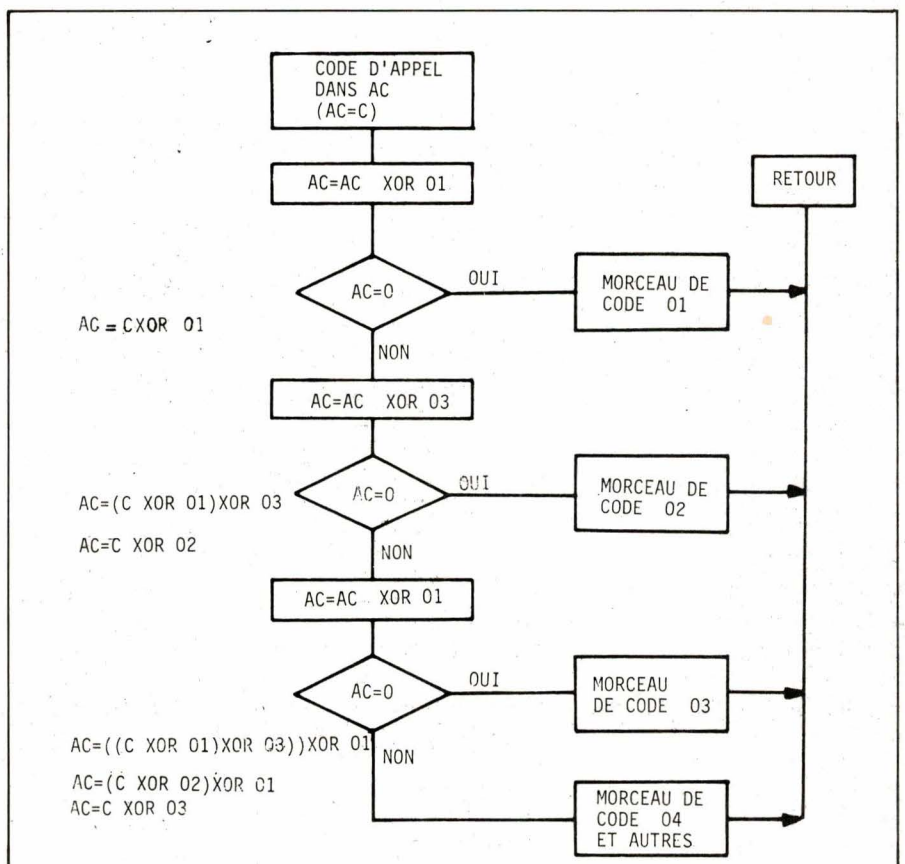 CODE D'APPEL
DANS AC
(AC=C)
AC=AC XOR 01
RETOUR
AC=0
OUI
MORCEAU DE
CODE 01
AC = CXOR 01
NON
AC=AC XOR 03
AC=0
OUI
MORCEAU DE
CODE 02
AC=(C XOR 01)XOR 03
AC=C XOR 02
NON
AC=AC XOR 01
AC=0
OUI
MORCEAU
DE CODE 03
AC=((C XOR 01)XOR 03))XOR 01
NON
AC=(C XOR 02)XOR 01
AC=C XOR 03
MORCEAU DE
CODE 04
ET AUTRES